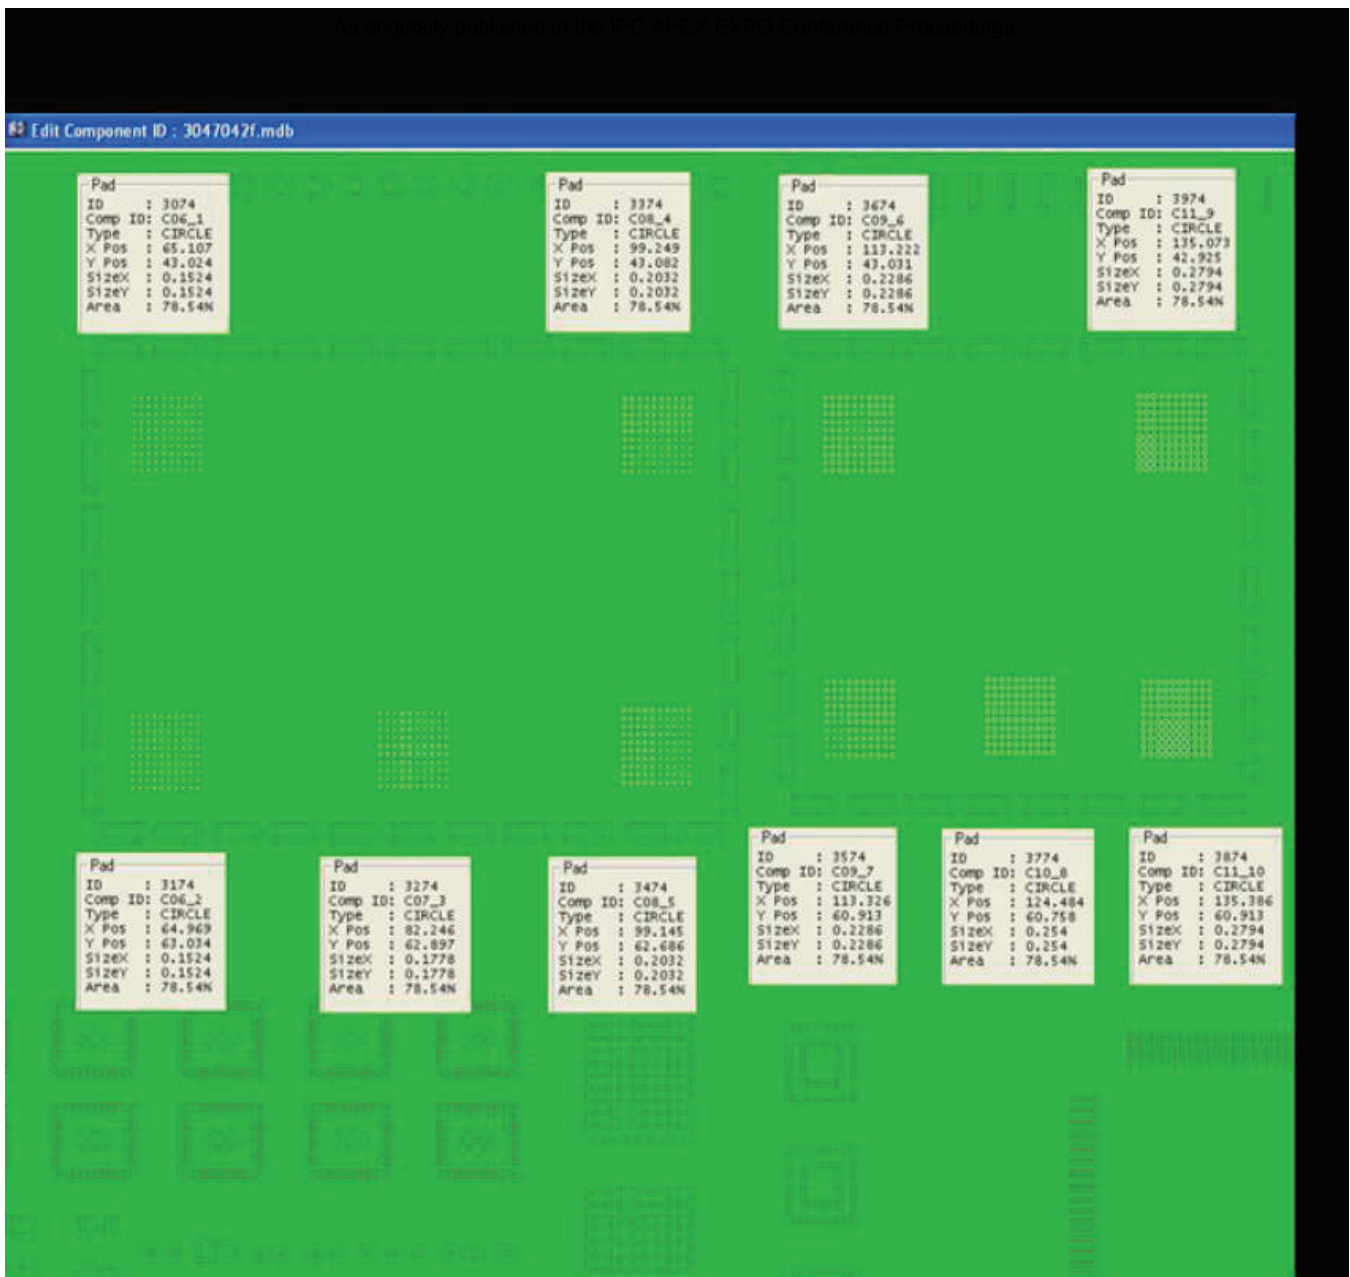 As originally published in the IPC APEX EXPO Conference Proceedings.
Edit Component ID : 3047042f.mdb
Pad
ID : 3074
Comp ID: C06_1
Type : CIRCLE
X Pos : 65.107
Y Pos : 43.024
SizeX : 0.1524
SizeY : 0.1524
Area : 78.54%
Pad
ID : 3374
Comp ID: C08_4
Type : CIRCLE
X Pos : 99.249
Y Pos : 43.082
SizeX : 0.2032
SizeY : 0.2032
Area : 78.54%
Pad
ID : 3674
Comp ID: C09_6
Type : CIRCLE
X Pos : 113.222
Y Pos : 43.031
SizeX : 0.2286
SizeY : 0.2286
Area : 78.54%
Pad
ID : 3974
Comp ID: C11_9
Type : CIRCLE
X Pos : 135.073
Y Pos : 42.925
SizeX : 0.2794
SizeY : 0.2794
Area : 78.54%
Pad
ID : 3174
Comp ID: C06_2
Type : CIRCLE
X Pos : 64.969
Y Pos : 63.034
SizeX : 0.1524
SizeY : 0.1524
Area : 78.54%
Pad
ID : 3274
Comp ID: C07_3
Type : CIRCLE
X Pos : 82.246
Y Pos : 62.897
SizeX : 0.1778
SizeY : 0.1778
Area : 78.54%
Pad
ID : 3474
Comp ID: C08_5
Type : CIRCLE
X Pos : 99.145
Y Pos : 62.686
SizeX : 0.2032
SizeY : 0.2032
Area : 78.54%
Pad
ID : 3574
Comp ID: C09_7
Type : CIRCLE
X Pos : 113.326
Y Pos : 60.913
SizeX : 0.2286
SizeY : 0.2286
Area : 78.54%
Pad
ID : 3774
Comp ID: C10_8
Type : CIRCLE
X Pos : 124.484
Y Pos : 60.758
SizeX : 0.254
SizeY : 0.254
Area : 78.54%
Pad
ID : 3874
Comp ID: C11_10
Type : CIRCLE
X Pos : 135.386
Y Pos : 60.913
SizeX : 0.2794
SizeY : 0.2794
Area : 78.54%